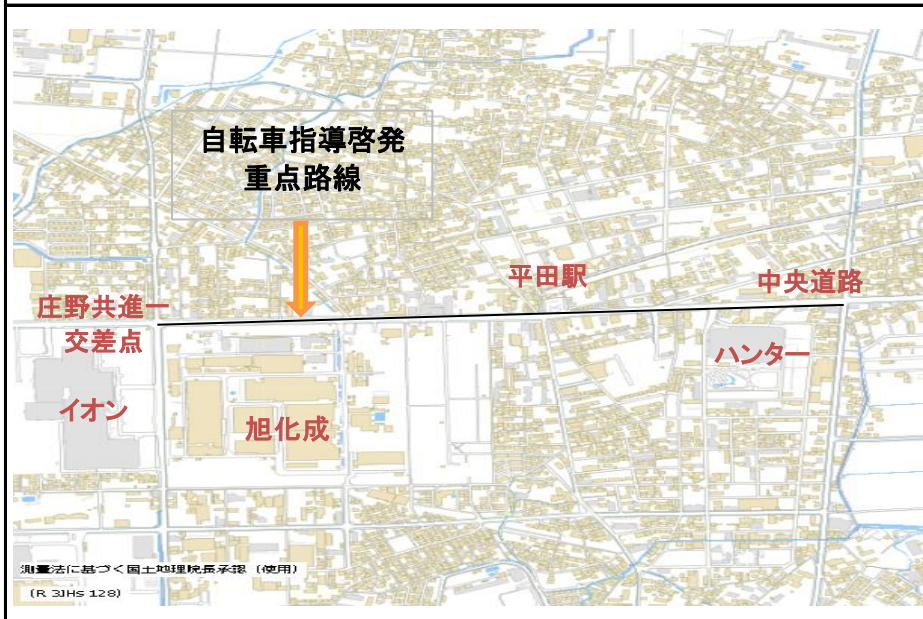 自転車指導啓発
重点路線
平田駅
中央道路
庄野共進一
交差点
ハンター
イオン
旭化成
測量法に基づく国土地理院長承認（使用）
(R 3JHS 128)